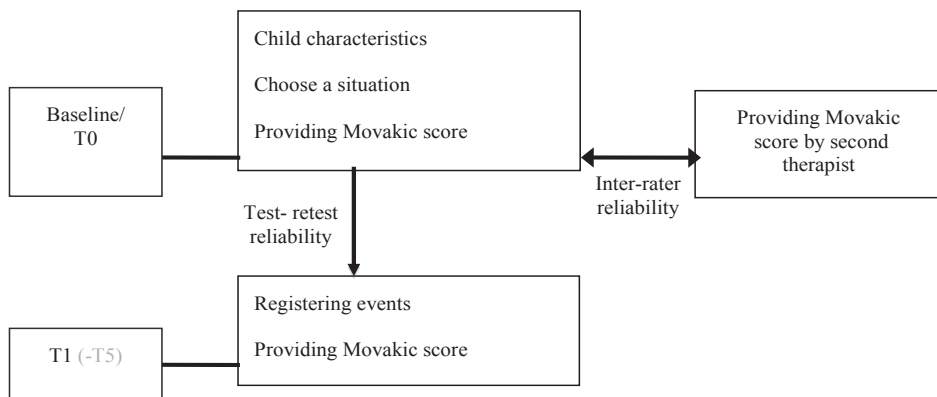 Child characteristics
Choose a situation
Providing Movakic score
Baseline/
T0
Providing Movakic
score by second
therapist
Inter-rater
reliability
Test- retest
reliability
Registering events
Providing Movakic score
T1 (-T5)